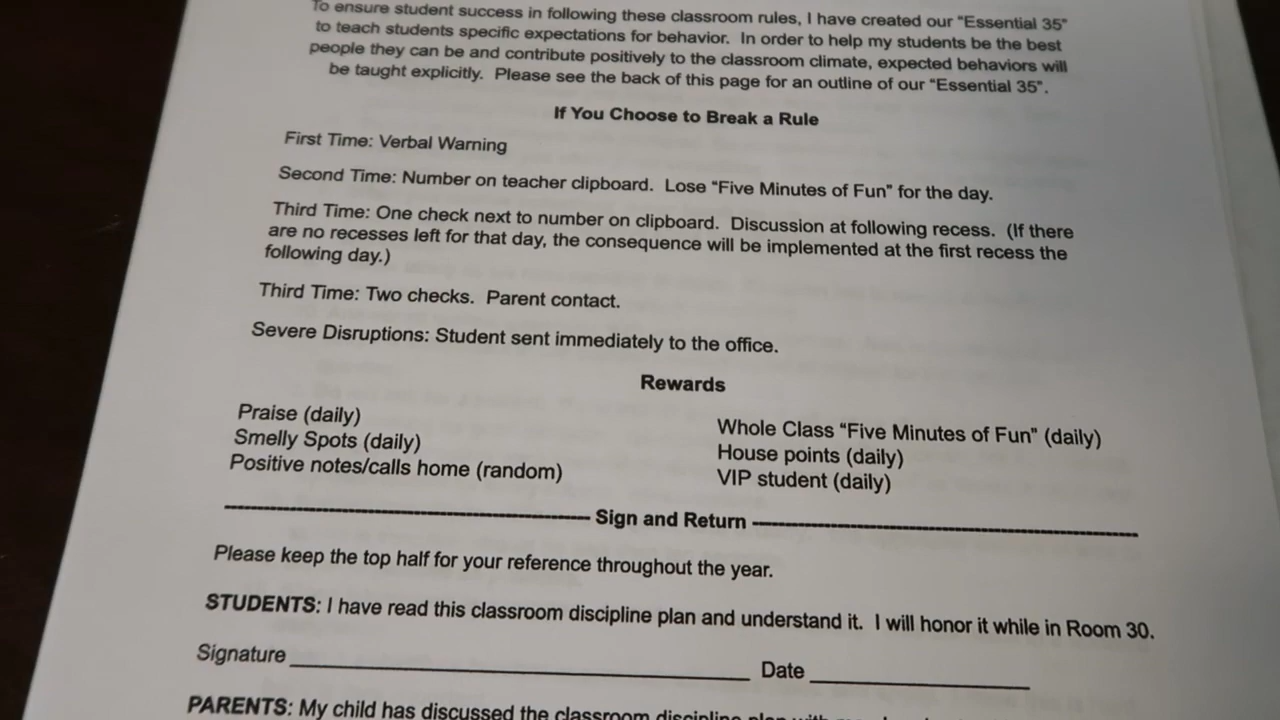 To ensure student success in following these classroom rules, I have created our “Essential 35”
to teach students specific expectations for behavior.  In order to help my students be the best
people they can be and contribute positively to the classroom climate, expected behaviors will
be taught explicitly.  Please see the back of this page for an outline of our “Essential 35”.
If You Choose to Break a Rule
First Time: Verbal Warning
Second Time: Number on teacher clipboard.  Lose “Five Minutes of Fun” for the day.
Third Time: One check next to number on clipboard.  Discussion at following recess.  (If there
are no recesses left for that day, the consequence will be implemented at the first recess the
following day.)
Third Time: Two checks.  Parent contact.
Severe Disruptions: Student sent immediately to the office.
Rewards
Praise (daily)
Smelly Spots (daily)
Positive notes/calls home (random)
Whole Class “Five Minutes of Fun” (daily)
House points (daily)
VIP student (daily)
Sign and Return
Please keep the top half for your reference throughout the year.
STUDENTS: I have read this classroom discipline plan and understand it.  I will honor it while in Room 30.
Signature
Date
PARENTS: My child has discussed the classroom discipline plan with